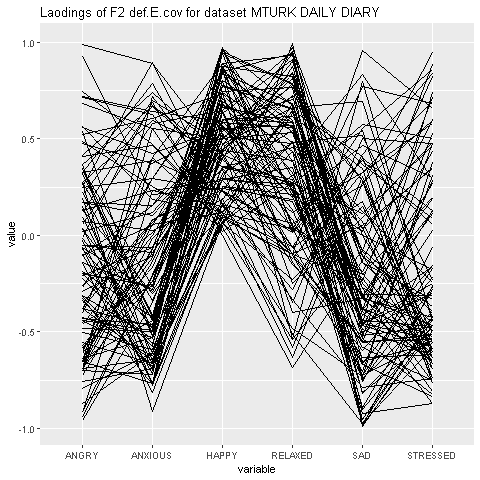 Laodings of F2 def.E.cov for dataset MTURK DAILY DIARY
1.0
0.5
0.0
-0.5
-1.0
value
ANGRY ANXIOUS HAPPY RELAXED SAD STRESSED
variable